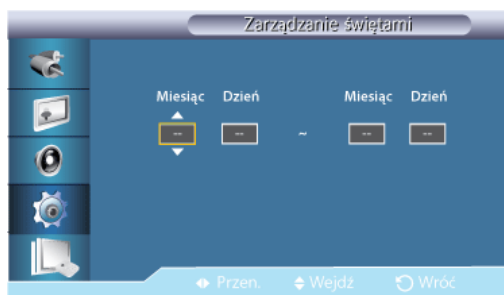 Zarządzanie świętami
Miesiąc Dzień Miesiąc Dzień
-- -- ~ -- --
Przen. Wejdź Wróć